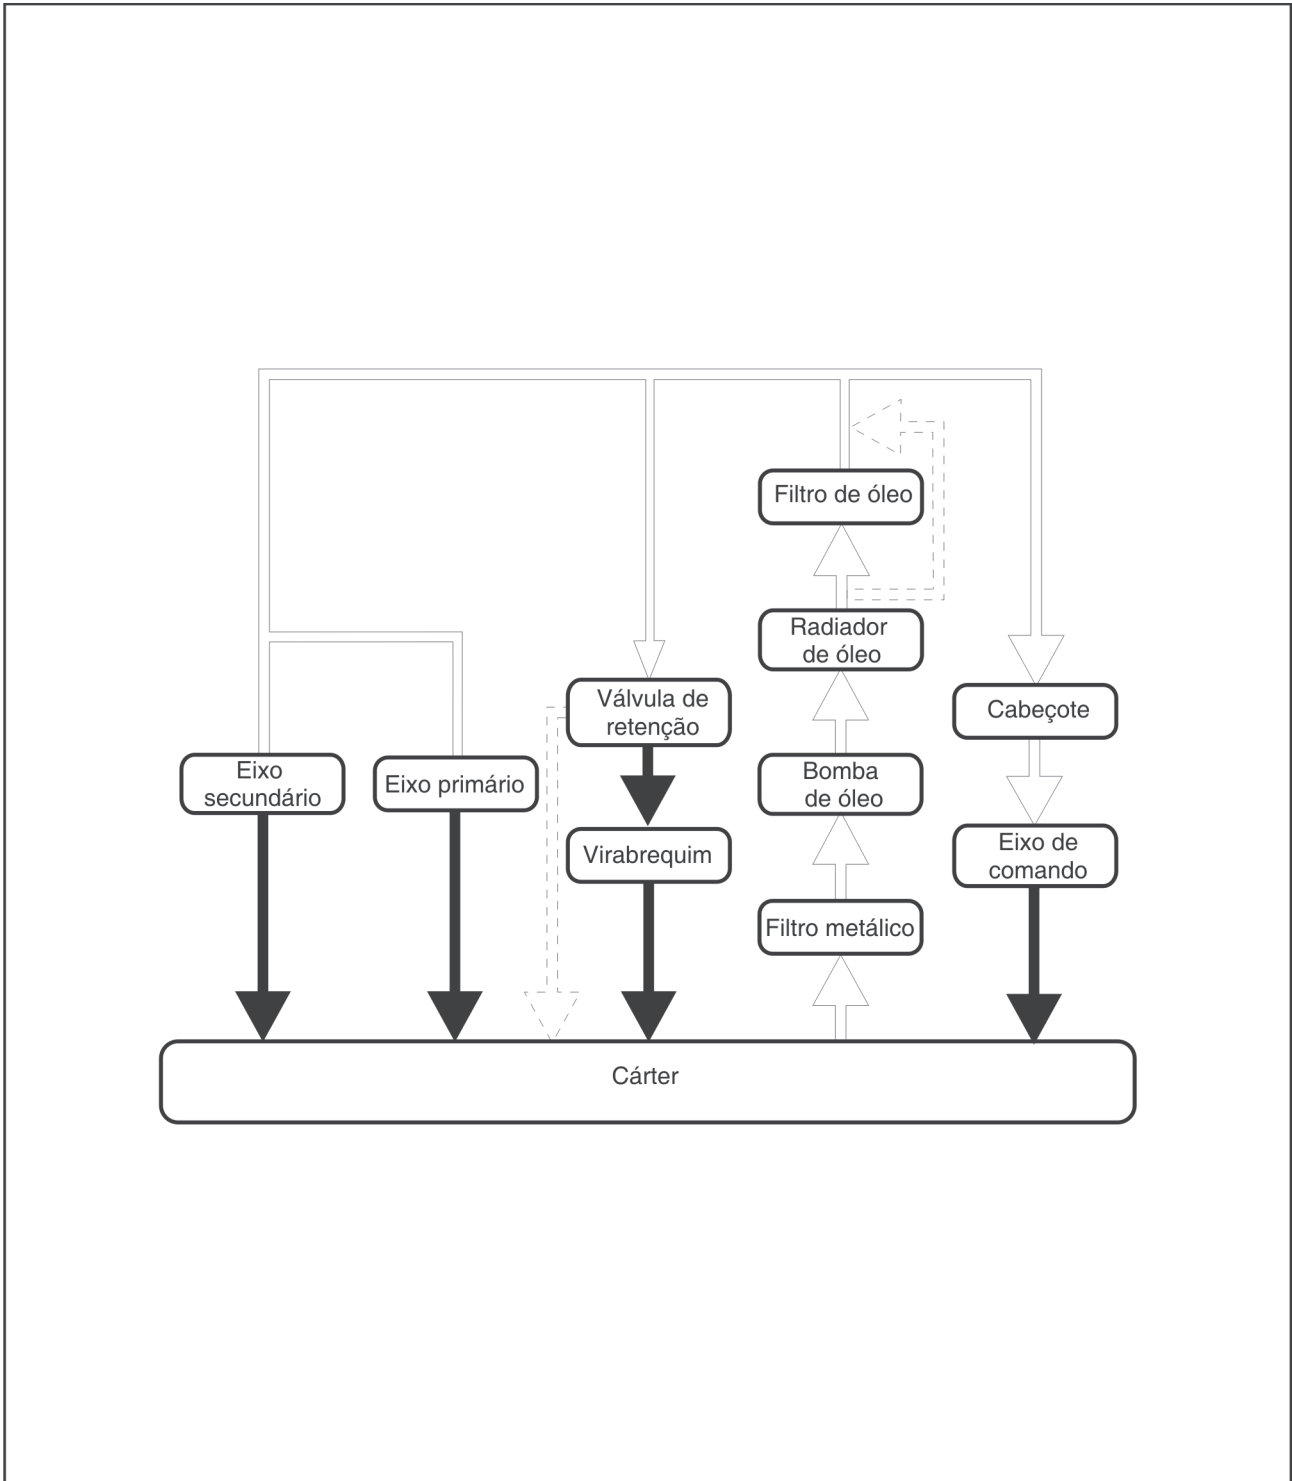 Filtro de óleo
Radiador
de óleo
Válvula de
retenção
Cabeçote
Eixo
secundário
Eixo primário
Bomba
de óleo
Virabrequim
Eixo de
comando
Filtro metálico
Cárter